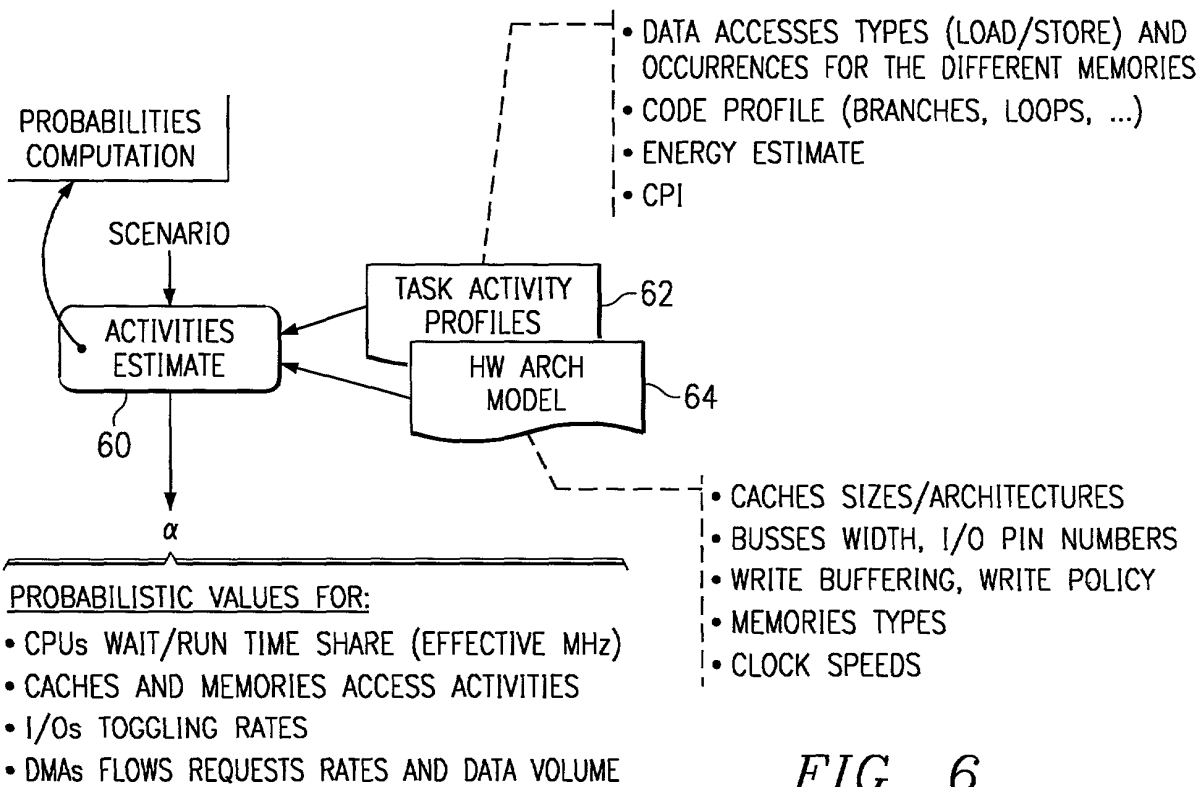 • DATA ACCESSES TYPES (LOAD/STORE) AND
OCCURRENCES FOR THE DIFFERENT MEMORIES
• CODE PROFILE (BRANCHES, LOOPS, ...)
• ENERGY ESTIMATE
• CPI
PROBABILITIES
COMPUTATION
SCENARIO
TASK ACTIVITY
PROFILES
62
ACTIVITIES
ESTIMATE
60
HW ARCH
MODEL
64
• CACHES SIZES/ARCHITECTURES
• BUSSES WIDTH, I/O PIN NUMBERS
• WRITE BUFFERING, WRITE POLICY
• MEMORIES TYPES
• CLOCK SPEEDS
α
PROBABILISTIC VALUES FOR:
• CPUs WAIT/RUN TIME SHARE (EFFECTIVE MHz)
• CACHES AND MEMORIES ACCESS ACTIVITIES
• I/Os TOGGLING RATES
• DMAs FLOWS REQUESTS RATES AND DATA VOLUME
FIG. 6